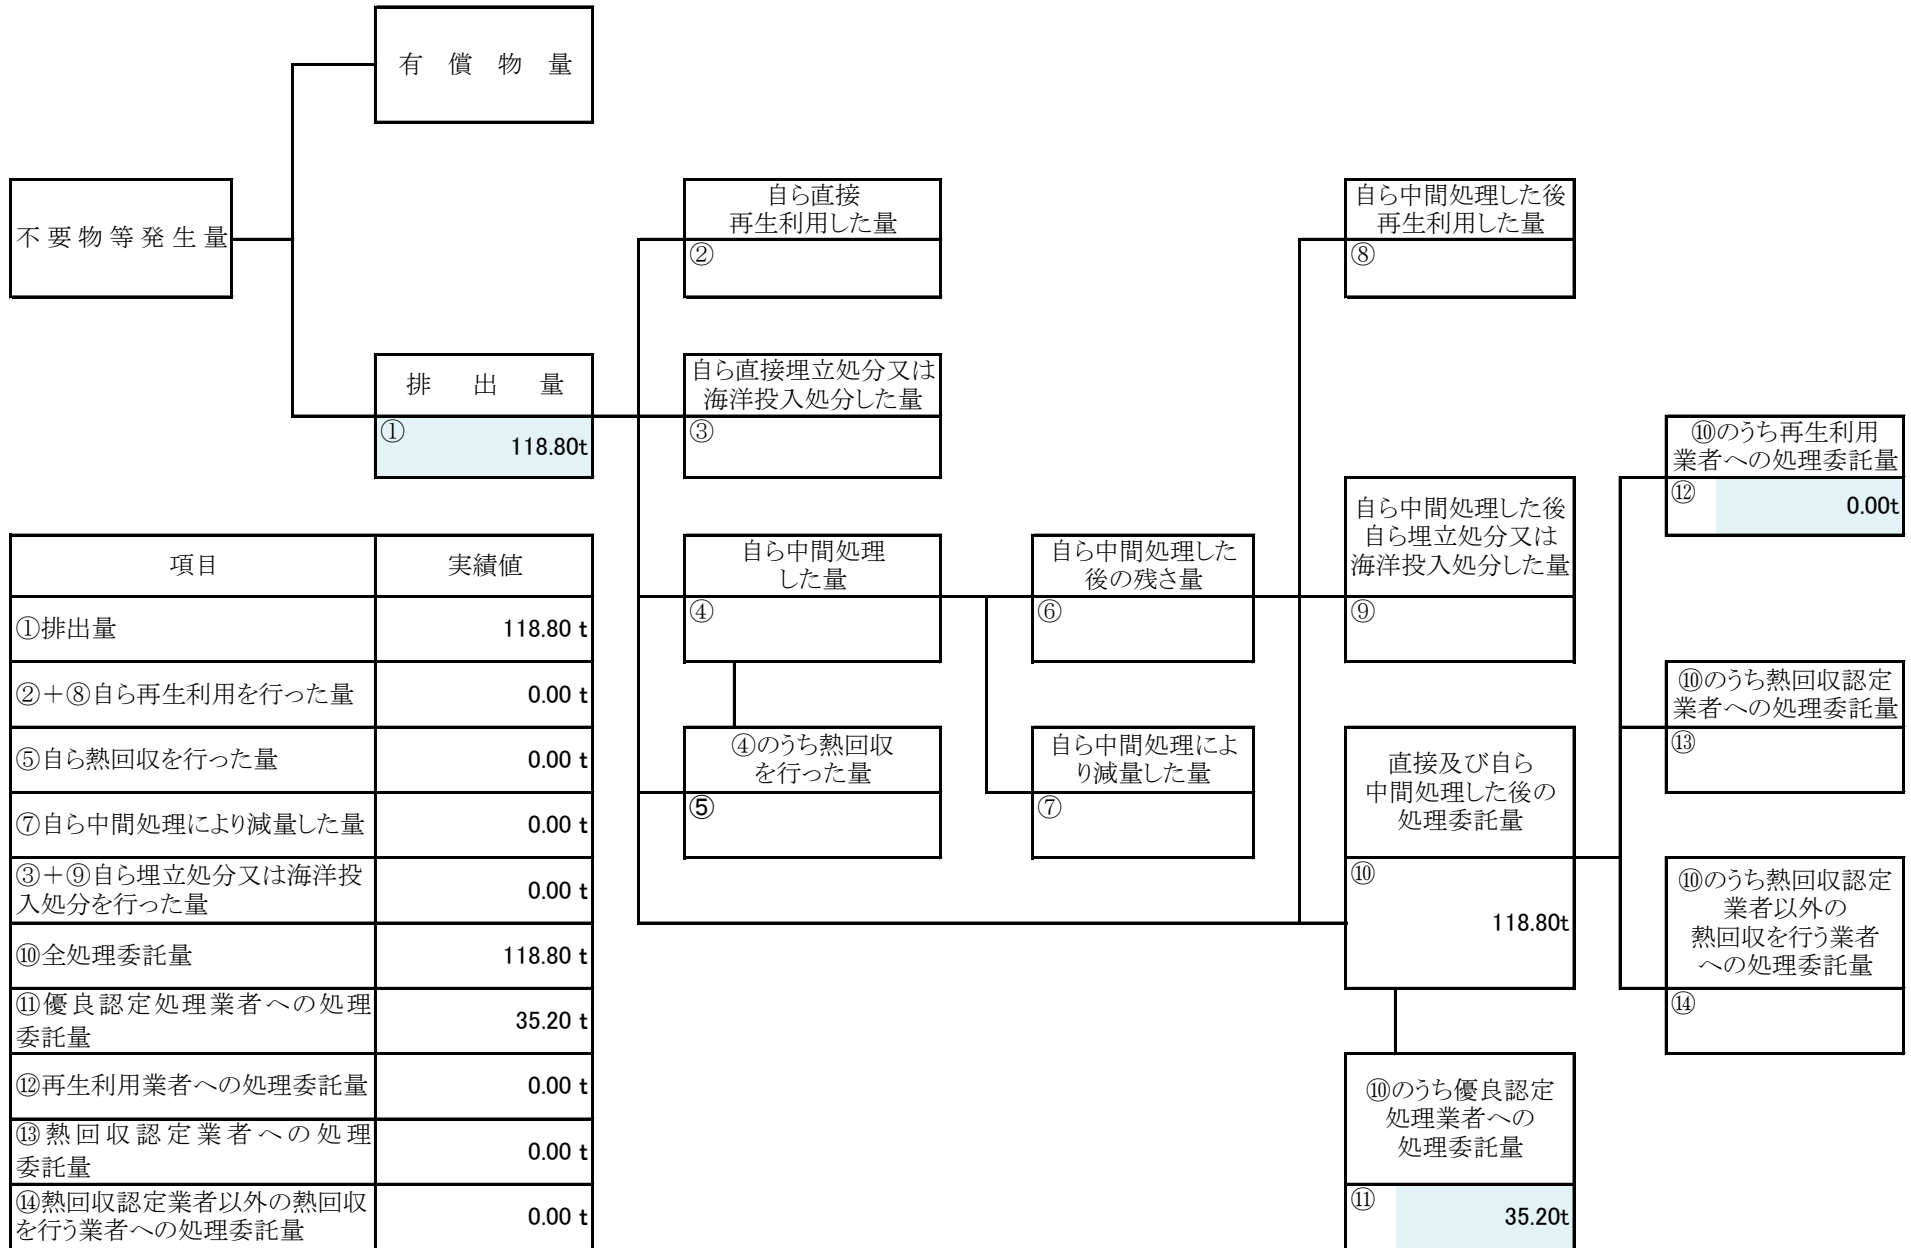 有償物量
不要物等発生量
自ら直接
再生利用した量
②
自ら中間処理した後
再生利用した量
⑧
排出量
① 118.80t
自ら直接埋立処分又は
海洋投入処分した量
③
⑩のうち再生利用
業者への処理委託量
⑫ 0.00t
自ら中間処理した後
自ら埋立処分又は
海洋投入処分した量
⑨
自ら中間処理
した量
④
自ら中間処理した
後の残さ量
⑥
⑩のうち熱回収認定
業者への処理委託量
⑬
④のうち熱回収
を行った量
⑤
自ら中間処理によ
り減量した量
⑦
直接及び自ら
中間処理した後の
処理委託量
⑩
118.80t
⑩のうち熱回収認定
業者以外の
熱回収を行う業者
への処理委託量
⑭
⑩のうち優良認定
処理業者への
処理委託量
⑪ 35.20t
項目 実績値
①排出量 118.80 t
②+⑧自ら再生利用を行った量 0.00 t
⑤自ら熱回収を行った量 0.00 t
⑦自ら中間処理により減量した量 0.00 t
③+⑨自ら埋立処分又は海洋投
入処分を行った量 0.00 t
⑩全処理委託量 118.80 t
⑪優良認定処理業者への処理
委託量 35.20 t
⑫再生利用業者への処理委託量 0.00 t
⑬熱回収認定業者への処理
委託量 0.00 t
⑭熱回収認定業者以外の熱回収
を行う業者への処理委託量 0.00 t